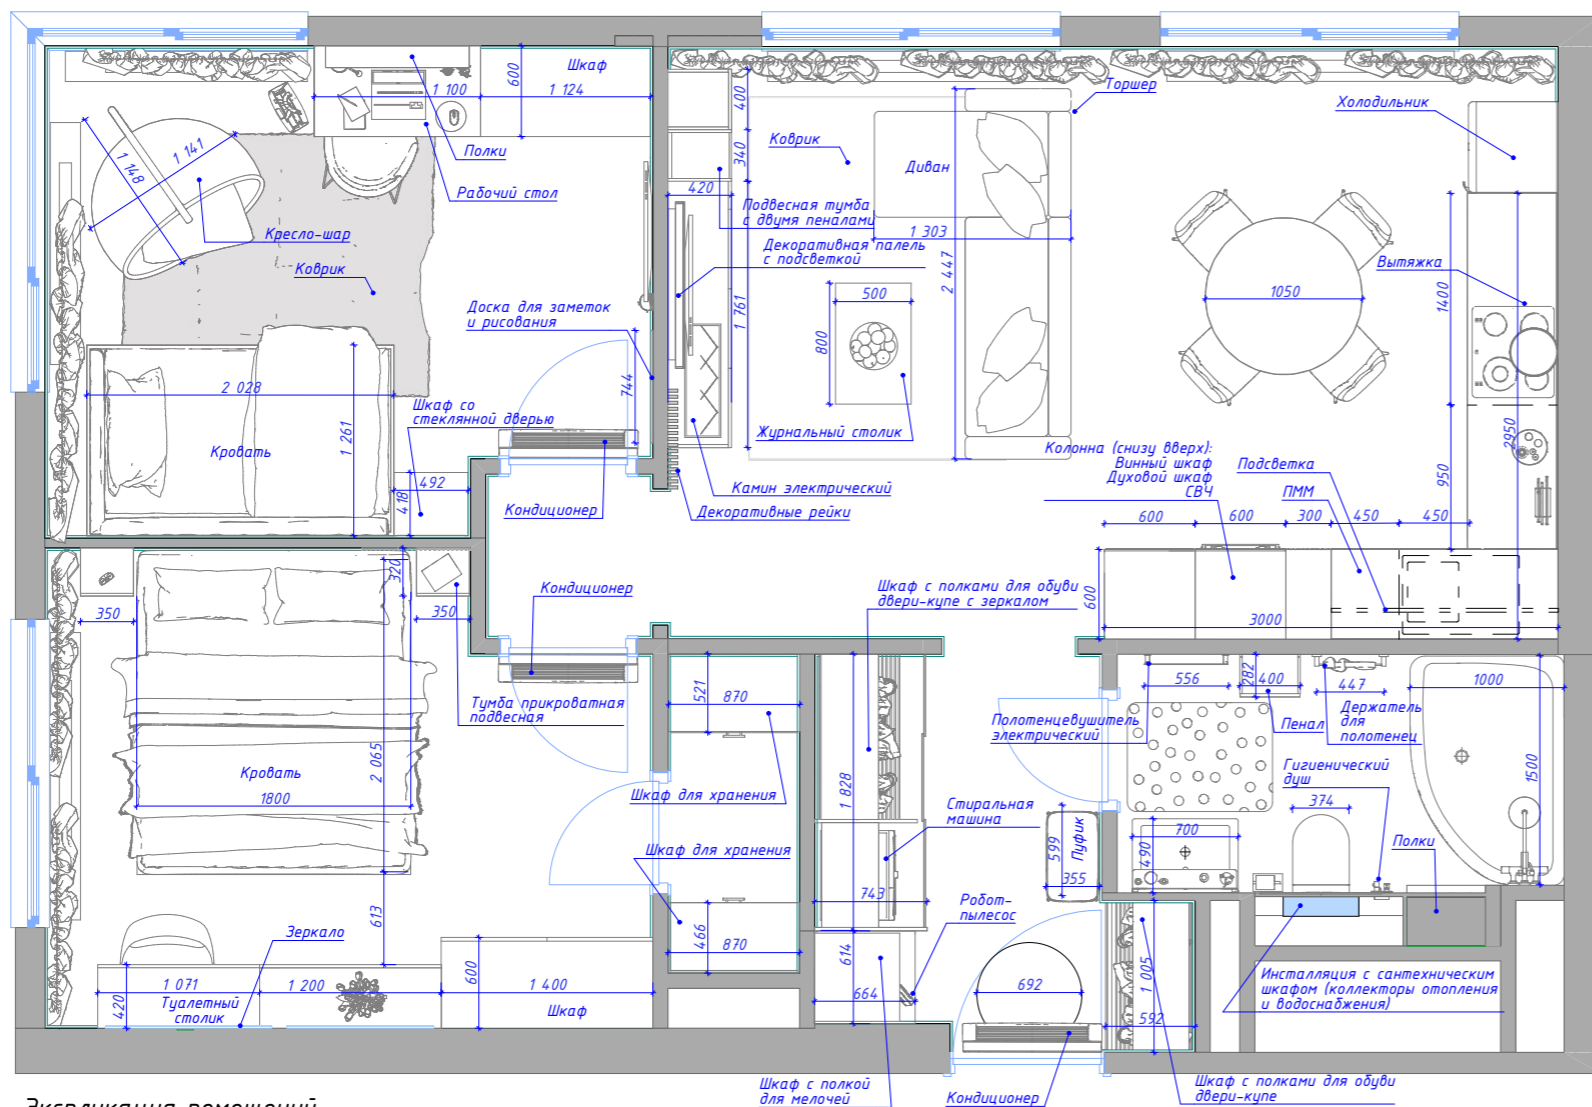 Шкаф
600
1 100
1 124
Полки
Рабочий стол
1 148
1 141
Кресло-шар
Коврик
Доска для заметок
и рисования
744
2 028
Шкаф со
стеклянной дверью
Кровать
1 261
492
418
Кондиционер
400
340
420
Коврик
Диван
Торшер
Подвесная тумба
с двумя пеналами
1 303
Декоративная палель
с подсветкой
2 447
1 761
500
800
Журнальный столик
Камин электрический
Декоративные рейки
Холодильник
Вытяжка
1050
1400
2950
950
Колонна (снизу вверх):
Винный шкаф
Духовой шкаф
СВЧ
Подсветка
ПММ
600
600
300
450
450
600
3000
Кондиционер
320
350
350
Тумба прикроватная
подвесная
Кровать
2 065
1800
613
Зеркало
1 071
Туалетный
столик
420
1 200
600
1 400
Шкаф
521
870
Шкаф для хранения
Шкаф для хранения
466
870
Шкаф с полками для обуви
двери-купе с зеркалом
1 828
Стиральная
машина
743
Робот-
пылесос
614
664
599
Пуфик
355
692
Кондиционер
Шкаф с полкой
для мелочей
1 005
592
Шкаф с полками для обуви
двери-купе
Полотенцевушитель
электрический
556
282
400
Пенал
447
Держатель
для
полотенец
1000
1500
Гигиенический
душ
374
700
490
Полки
Инсталляция с сантехническим
шкафом (коллекторы отопления
и водоснабжения)
Экспликация помещений